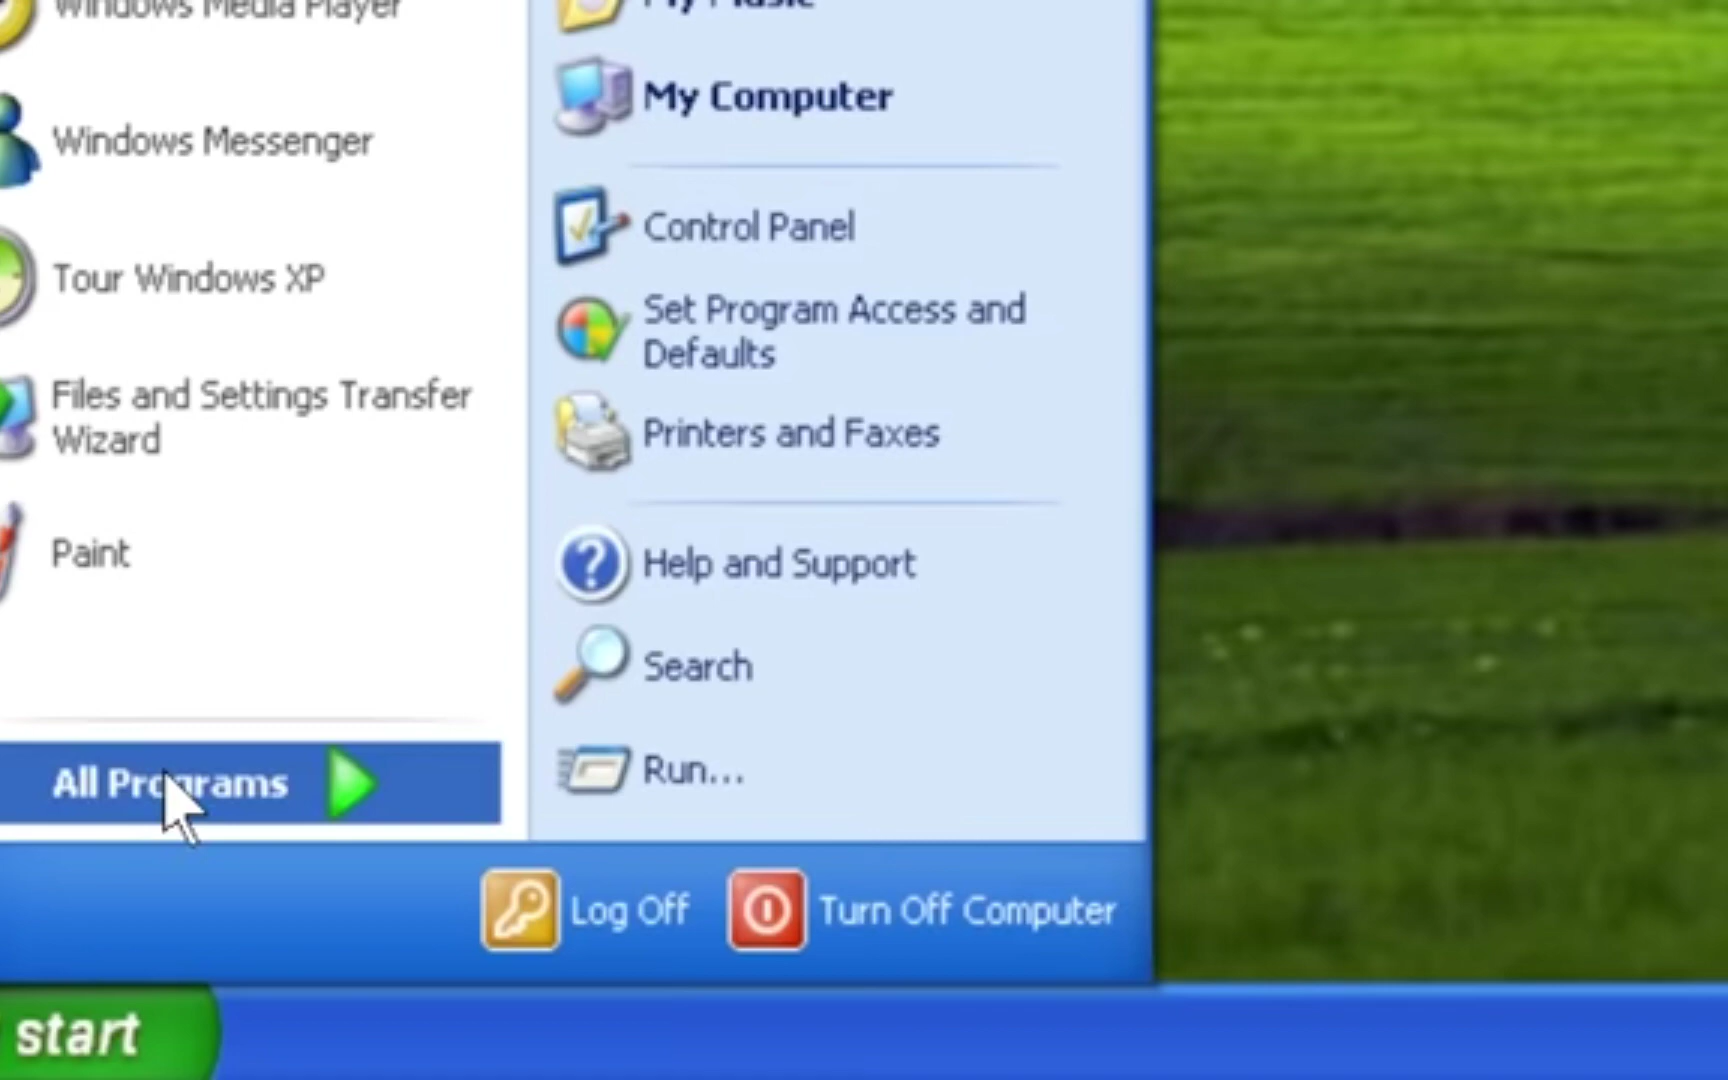 Windows Media Player
My Music
My Computer
Windows Messenger
Control Panel
Tour Windows XP
Set Program Access and
Defaults
Files and Settings Transfer
Wizard
Printers and Faxes
Paint
Help and Support
Search
All Programs
Run...
Log Off
Turn Off Computer
start